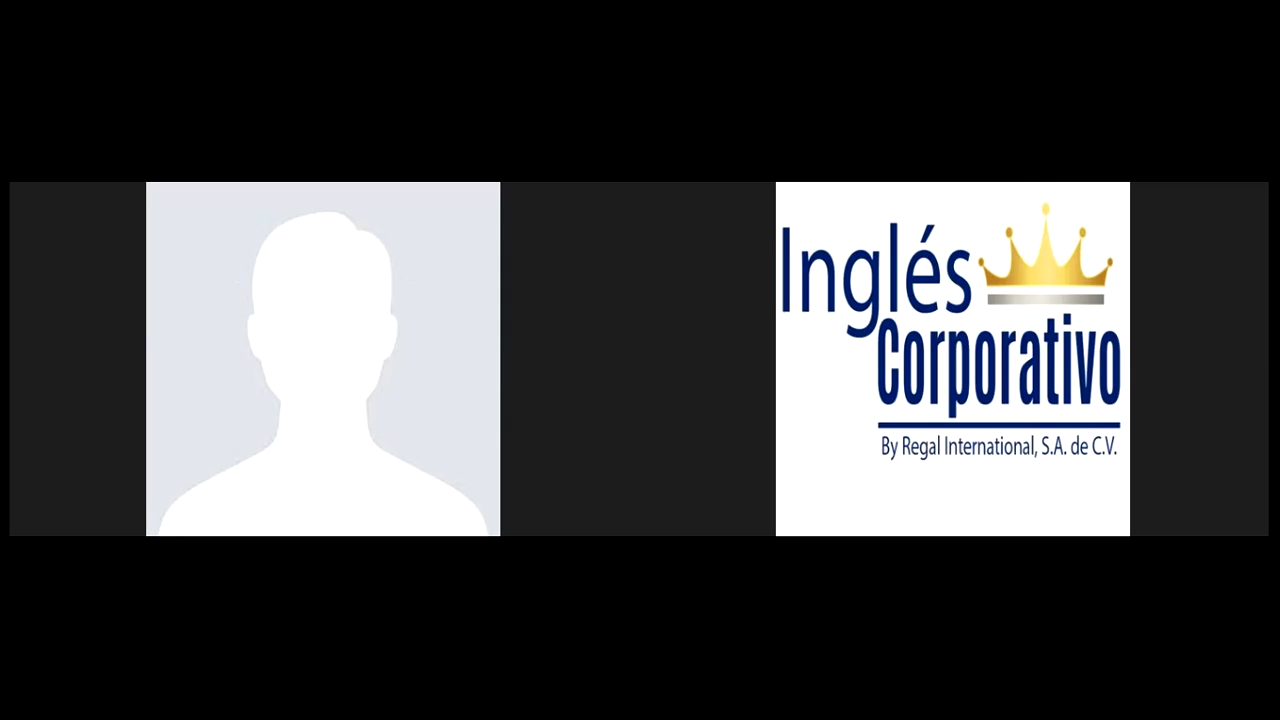 Inglés
Corporativo
By Regal International, S.A. de C.V.